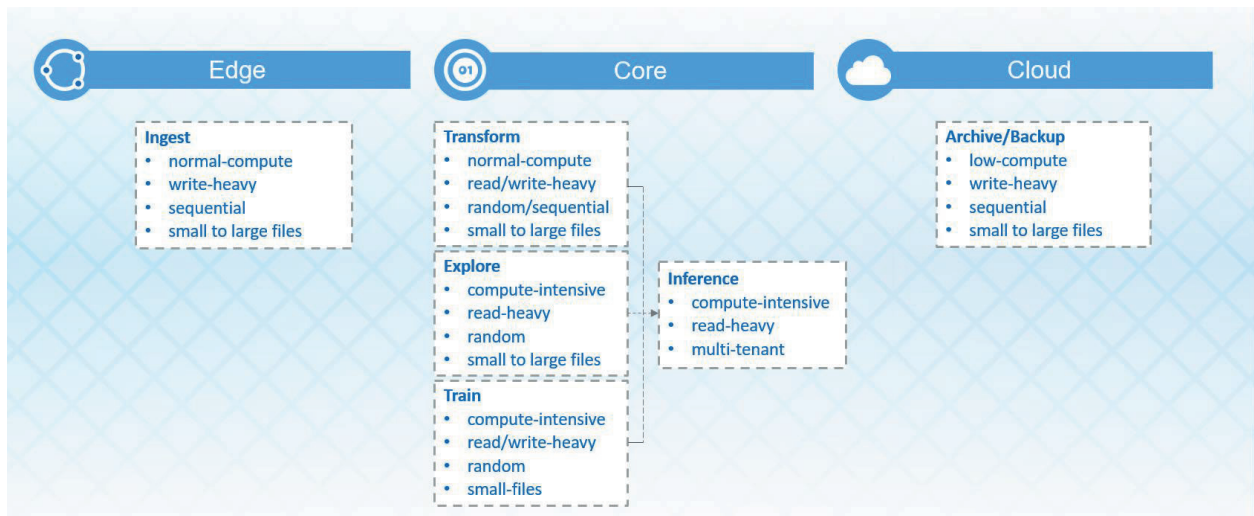 Edge
01
Core
Cloud
Ingest
• normal-compute
• write-heavy
• sequential
• small to large files
Transform
• normal-compute
• read/write-heavy
• random/sequential
• small to large files
Explore
• compute-intensive
• read-heavy
• random
• small to large files
Train
• compute-intensive
• read/write-heavy
• random
• small-files
Inference
• compute-intensive
• read-heavy
• multi-tenant
Archive/Backup
• low-compute
• write-heavy
• sequential
• small to large files